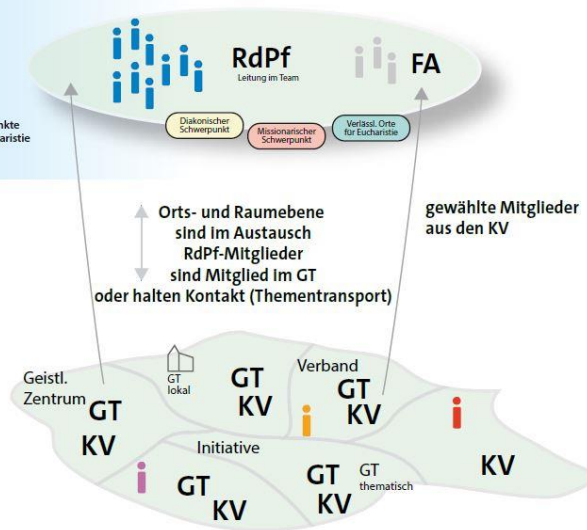 RdPf
Leitung im Team
FA
Diakonischer
Schwerpunkt
Missionarischer
Schwerpunkt
Verlässl. Orte
für Eucharistie
nkte
aristie
Orts- und Raumebene
sind im Austausch
RdPf-Mitglieder
sind Mitglied im GT
oder halten Kontakt (Thementransport)
gewählte Mitglieder
aus den KV
Geistl.
Zentrum
GT
KV
GT
lokal
GT
KV
Verband
GT
KV
Initiative
GT
KV
GT
KV
GT
thematisch
KV